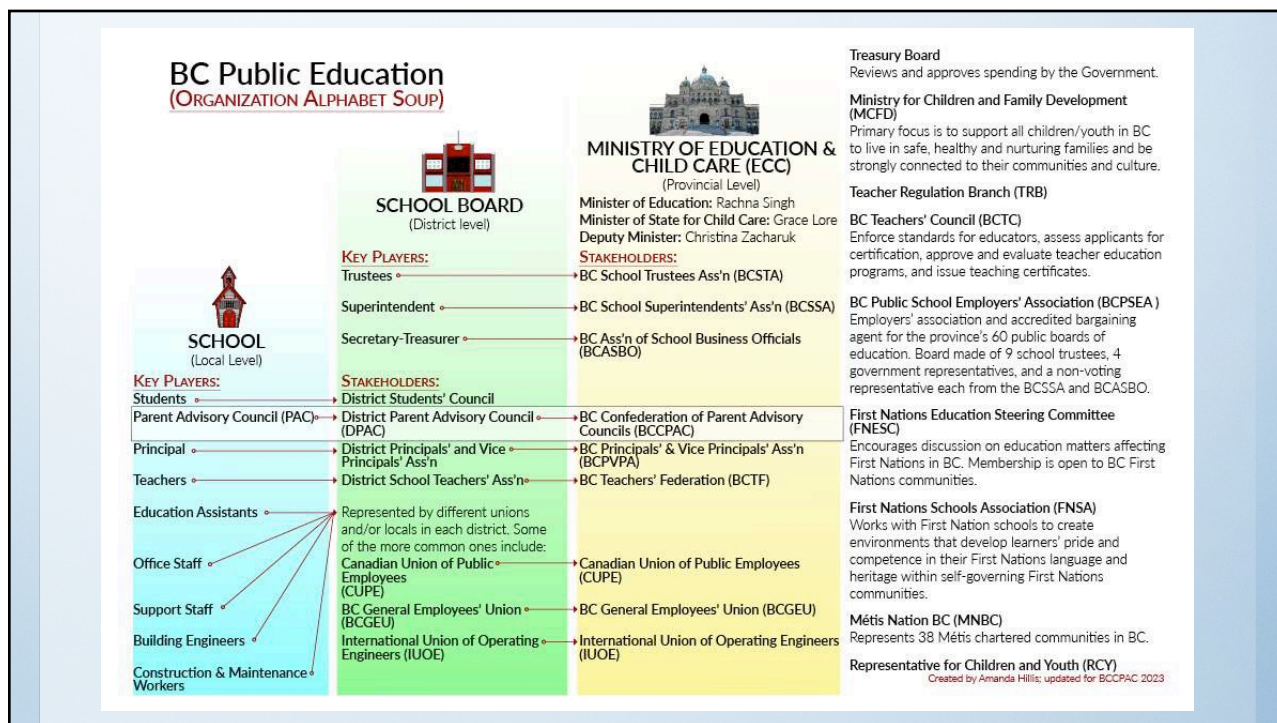 BC Public Education
(ORGANIZATION ALPHABET SOUP)
SCHOOL
(Local Level)
KEY PLAYERS:
Students
Parent Advisory Council (PAC)
Principal
Teachers
Education Assistants
Office Staff
Support Staff
Building Engineers
Construction & Maintenance
Workers
SCHOOL BOARD
(District level)
KEY PLAYERS:
Trustees
Superintendent
Secretary-Treasurer
STAKEHOLDERS:
District Students' Council
District Parent Advisory Council
(DPAC)
District Principals' and Vice
Principals' Ass'n
District School Teachers' Ass'n
Represented by different unions
and/or locals in each district. Some
of the more common ones include:
Canadian Union of Public
Employees
(CUPE)
BC General Employees' Union
(BCGEU)
International Union of Operating
Engineers (IUOE)
MINISTRY OF EDUCATION &
CHILD CARE (ECC)
(Provincial Level)
Minister of Education: Rachna Singh
Minister of State for Child Care: Grace Lore
Deputy Minister: Christina Zacharuk
STAKEHOLDERS:
BC School Trustees Ass'n (BCSTA)
BC School Superintendents' Ass'n (BCSSA)
BC Ass'n of School Business Officials
(BCASBO)
BC Confederation of Parent Advisory
Councils (BCCPAC)
BC Principals' & Vice Principals' Ass'n
(BCPVPA)
BC Teachers' Federation (BCTF)
Canadian Union of Public Employees
(CUPE)
BC General Employees' Union (BCGEU)
International Union of Operating Engineers
(IUOE)
Treasury Board
Reviews and approves spending by the Government.
Ministry for Children and Family Development
(MCFD)
Primary focus is to support all children/youth in BC
to live in safe, healthy and nurturing families and be
strongly connected to their communities and culture.
Teacher Regulation Branch (TRB)
BC Teachers' Council (BCTC)
Enforce standards for educators, assess applicants for
certification, approve and evaluate teacher education
programs, and issue teaching certificates.
BC Public School Employers' Association (BCPSEA )
Employers' association and accredited bargaining
agent for the province's 60 public boards of
education. Board made of 9 school trustees, 4
government representatives, and a non-voting
representative each from the BCSSA and BCASBO.
First Nations Education Steering Committee
(FNESC)
Encourages discussion on education matters affecting
First Nations in BC. Membership is open to BC First
Nations communities.
First Nations Schools Association (FNSA)
Works with First Nation schools to create
environments that develop learners' pride and
competence in their First Nations language and
heritage within self-governing First Nations
communities.
Métis Nation BC (MNBC)
Represents 38 Métis chartered communities in BC.
Representative for Children and Youth (RCY)
Created by Amanda Hillis; updated for BCCPAC 2023